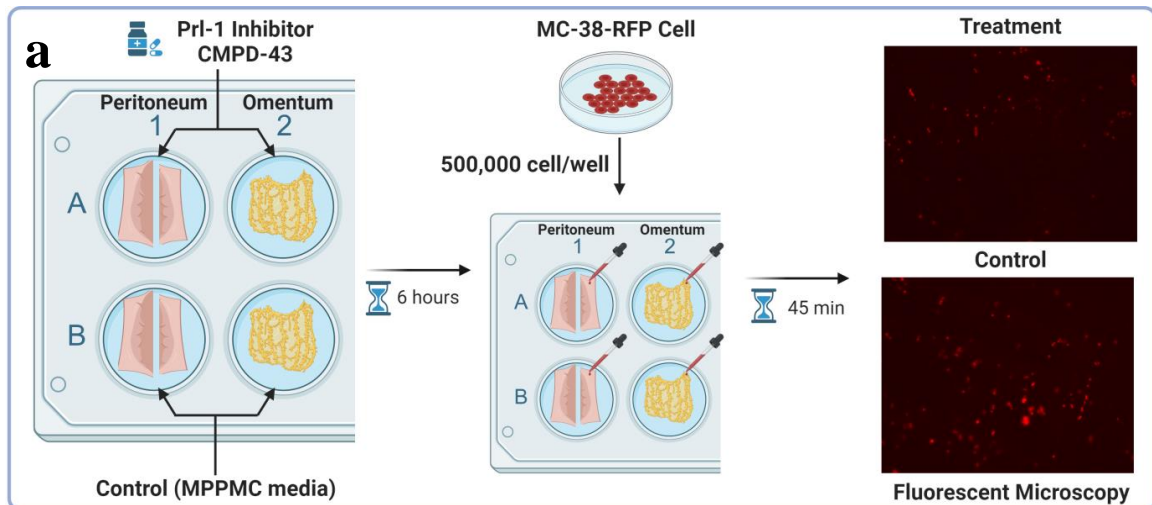 a
Prl-1 Inhibitor
CMPD-43
Peritoneum
Omentum
1
2
A
B
Control (MPPMC media)
6 hours
MC-38-RFP Cell
500,000 cell/well
Peritoneum
Omentum
1
2
A
B
45 min
Treatment
Control
Fluorescent Microscopy